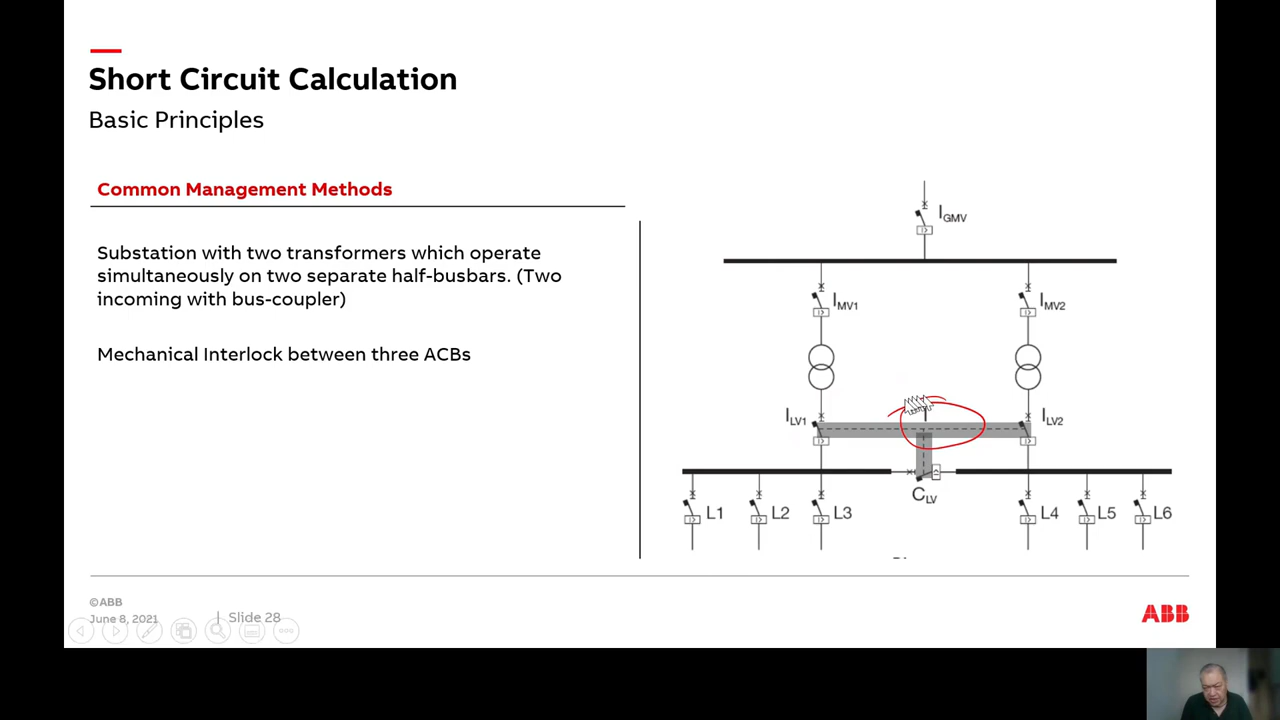 Short Circuit Calculation
Basic Principles
Common Management Methods
Substation with two transformers which operate
simultaneously on two separate half-busbars. (Two
incoming with bus-coupler)
Mechanical Interlock between three ACBs
IGMV
IMV1
IMV2
ILV1
ILV2
CLV
L1
L2
L3
L4
L5
L6
©ABB
June 8, 2021
| Slide 28
ABB